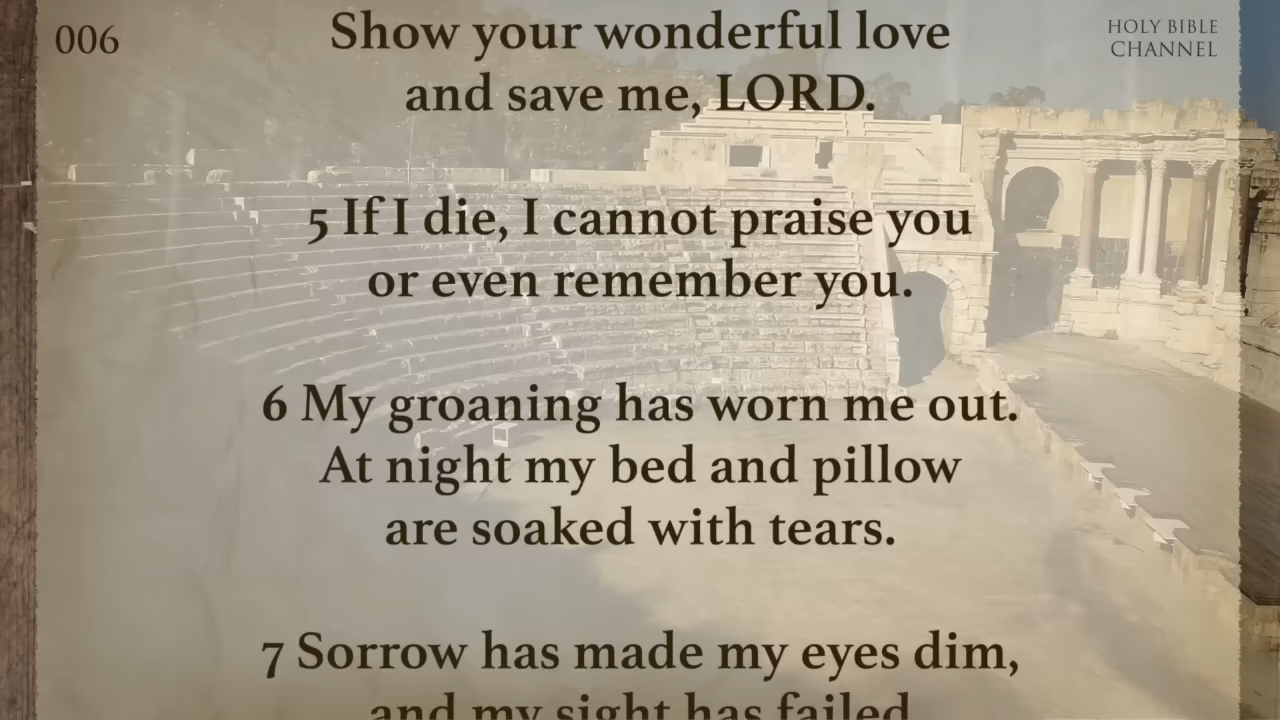 006
HOLY BIBLE
CHANNEL
Show your wonderful love
and save me, LORD.
5 If I die, I cannot praise you
or even remember you.
6 My groaning has worn me out.
At night my bed and pillow
are soaked with tears.
7 Sorrow has made my eyes dim,
and my sight has failed